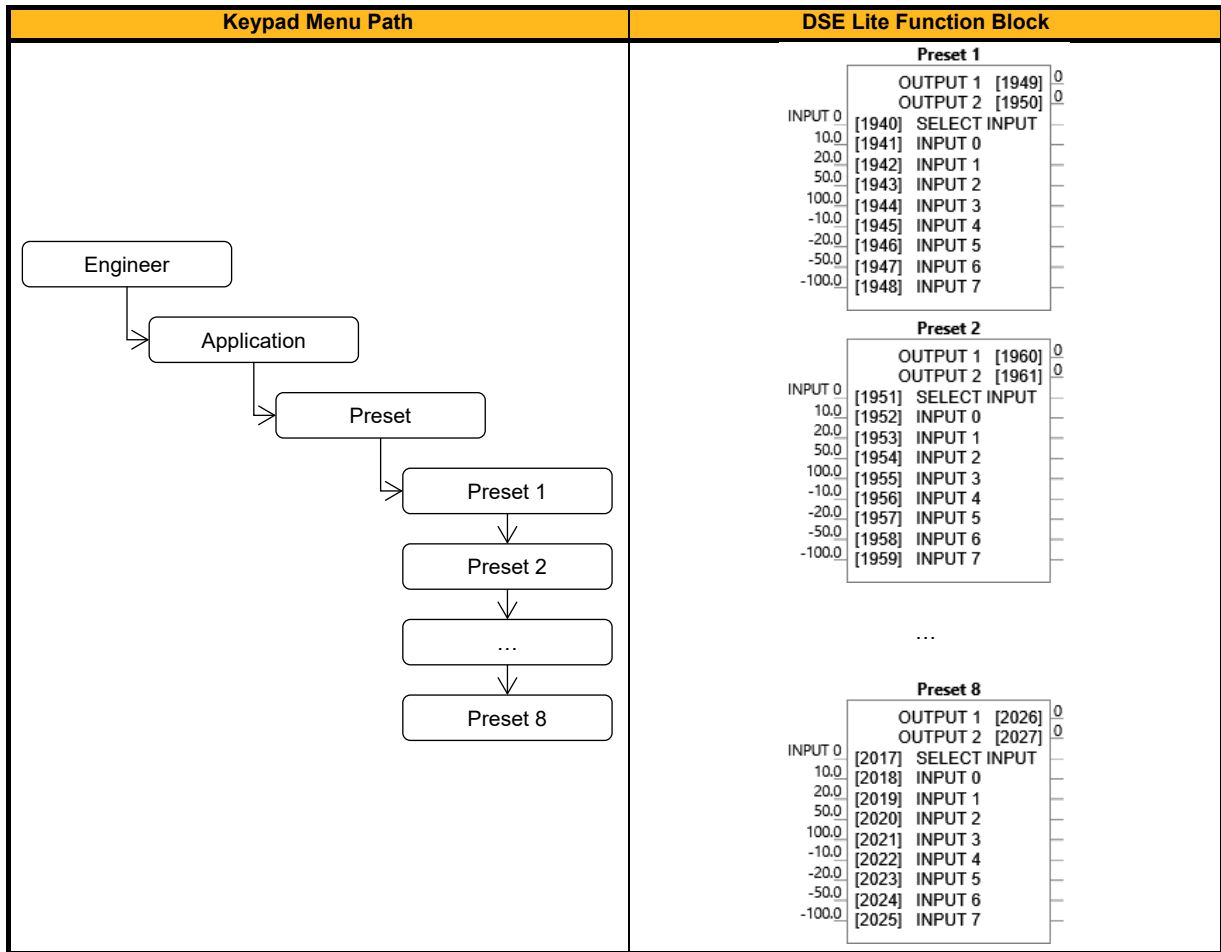 Keypad Menu Path
DSE Lite Function Block
Engineer
Application
Preset
Preset 1
Preset 2
…
Preset 8
Preset 1
OUTPUT 1 [1949] 0
OUTPUT 2 [1950] 0
INPUT 0 [1940] SELECT INPUT
10.0 [1941] INPUT 0
20.0 [1942] INPUT 1
50.0 [1943] INPUT 2
100.0 [1944] INPUT 3
-10.0 [1945] INPUT 4
-20.0 [1946] INPUT 5
-50.0 [1947] INPUT 6
-100.0 [1948] INPUT 7
Preset 2
OUTPUT 1 [1960] 0
OUTPUT 2 [1961] 0
INPUT 0 [1951] SELECT INPUT
10.0 [1952] INPUT 0
20.0 [1953] INPUT 1
50.0 [1954] INPUT 2
100.0 [1955] INPUT 3
-10.0 [1956] INPUT 4
-20.0 [1957] INPUT 5
-50.0 [1958] INPUT 6
-100.0 [1959] INPUT 7
…
Preset 8
OUTPUT 1 [2026] 0
OUTPUT 2 [2027] 0
INPUT 0 [2017] SELECT INPUT
10.0 [2018] INPUT 0
20.0 [2019] INPUT 1
50.0 [2020] INPUT 2
100.0 [2021] INPUT 3
-10.0 [2022] INPUT 4
-20.0 [2023] INPUT 5
-50.0 [2024] INPUT 6
-100.0 [2025] INPUT 7